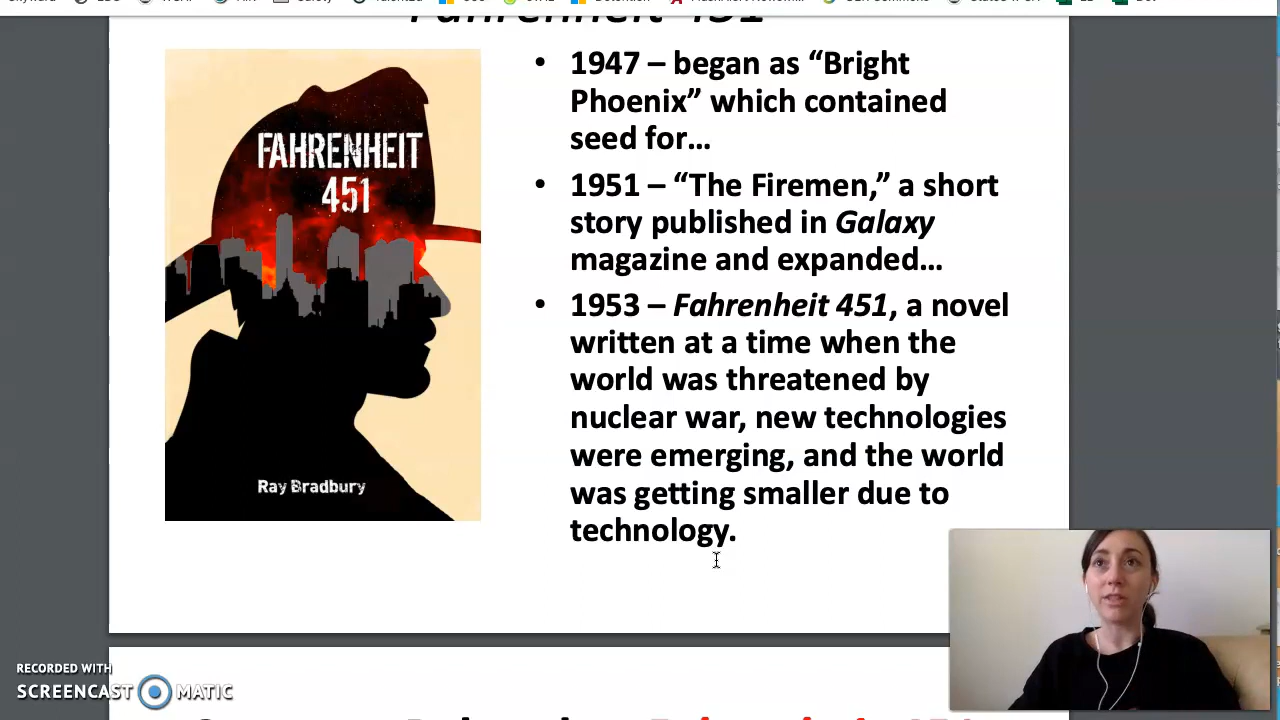 Fahrenheit 451
• 1947 – began as “Bright
Phoenix” which contained
seed for…
• 1951 – “The Firemen,” a short
story published in Galaxy
magazine and expanded…
• 1953 – Fahrenheit 451, a novel
written at a time when the
world was threatened by
nuclear war, new technologies
were emerging, and the world
was getting smaller due to
technology.
FAHRENHEIT
451
Ray Bradbury
RECORDED WITH
SCREENCAST MATIC